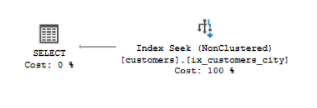 SELECT
Cost: 0 %
Index Seek (NonClustered)
[customers].[ix_customers_city]
Cost: 100 %